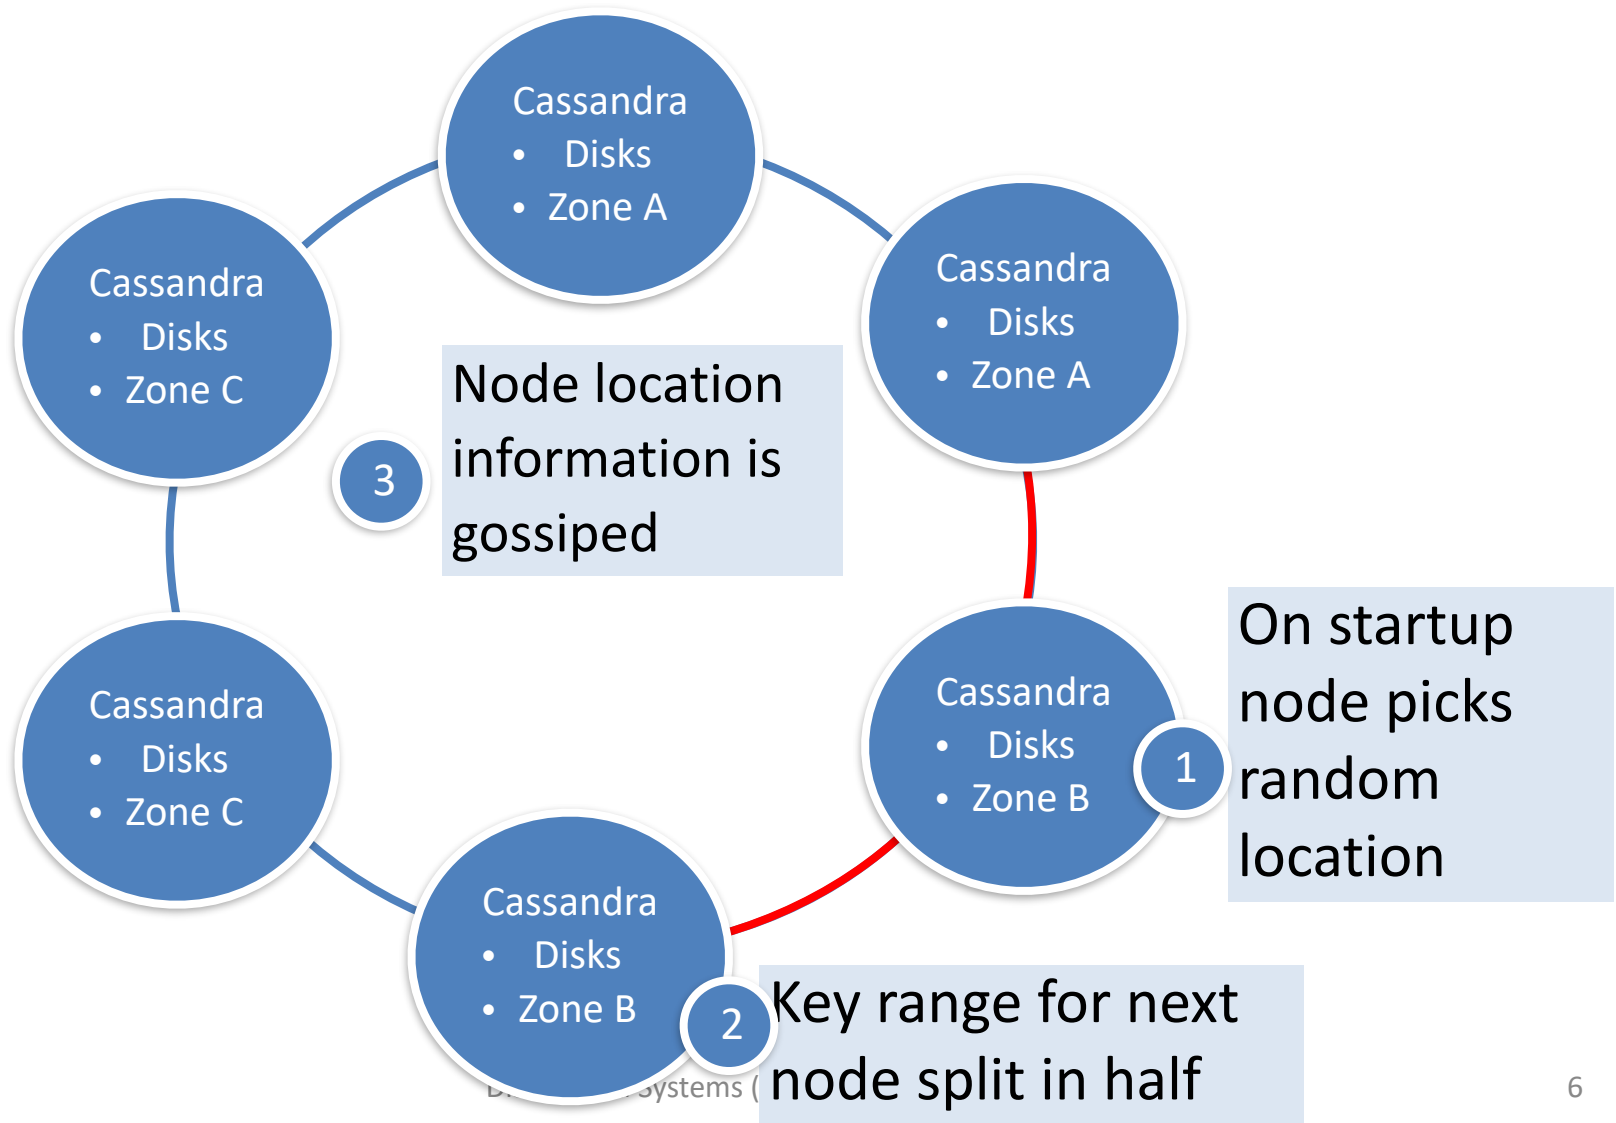 Cassandra
• Disks
• Zone A
Cassandra
• Disks
• Zone A
Cassandra
• Disks
• Zone C
Node location
information is
gossiped
3
On startup
node picks
random
location
1
Cassandra
• Disks
• Zone B
Cassandra
• Disks
• Zone C
Cassandra
• Disks
• Zone B
2
Key range for next
node split in half
Systems (
6